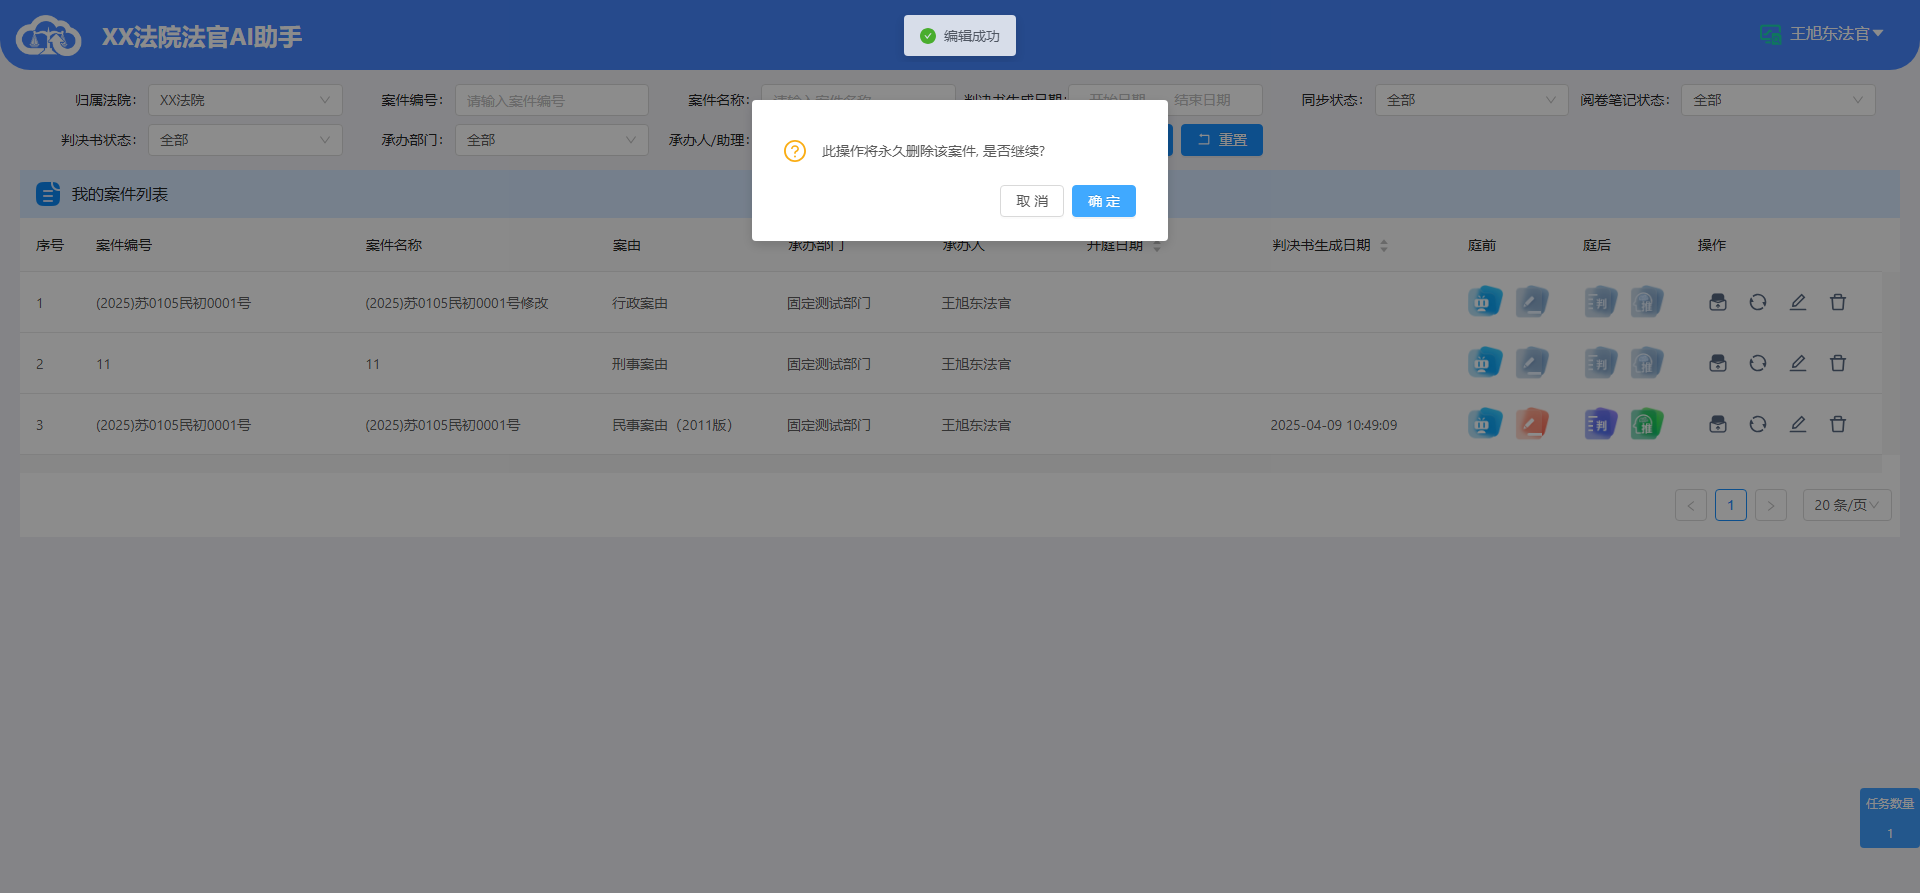 XX法院法官AI助手
编辑成功
王旭东法官
归属法院: XX法院
案件编号: 请输入案件编号
案件名称: 请输入案件名称
判决书生成日期: 开始日期 结束日期
同步状态: 全部
阅卷笔记状态: 全部
判决书状态: 全部
承办部门: 全部
承办人/助理:
重置
此操作将永久删除该案件, 是否继续?
取 消 确 定
我的案件列表
序号 案件编号 案件名称 案由 承办部门 承办人 开庭日期 判决书生成日期 庭前 庭后 操作
1 (2025)苏0105民初0001号 (2025)苏0105民初0001号修改 行政案由 固定测试部门 王旭东法官 判 推
2 11 11 刑事案由 固定测试部门 王旭东法官 判 推
3 (2025)苏0105民初0001号 (2025)苏0105民初0001号 民事案由（2011版） 固定测试部门 王旭东法官 2025-04-09 10:49:09 判 推
< 1 > 20 条/页
任务数量
1